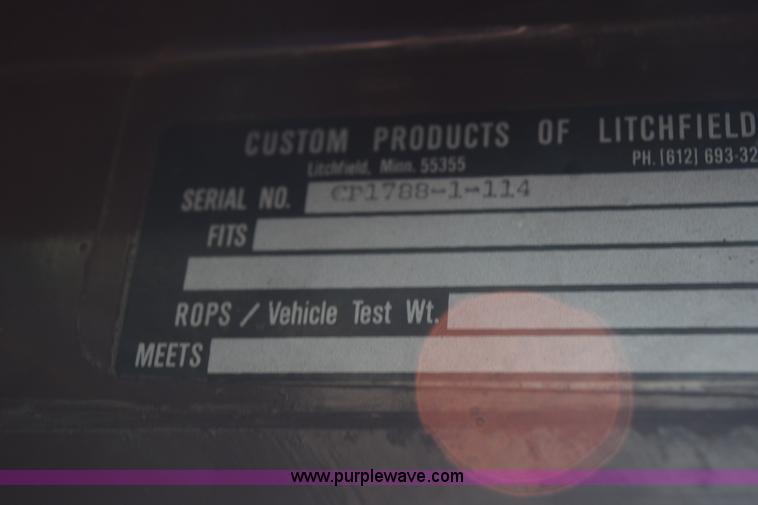 CUSTOM PRODUCTS OF LITCHFIELD
Litchfield, Minn. 55355
PH. [612] 693-32
SERIAL NO. CP1788-1-114
FITS
ROPS / Vehicle Test Wt.
MEETS
www.purplewave.com